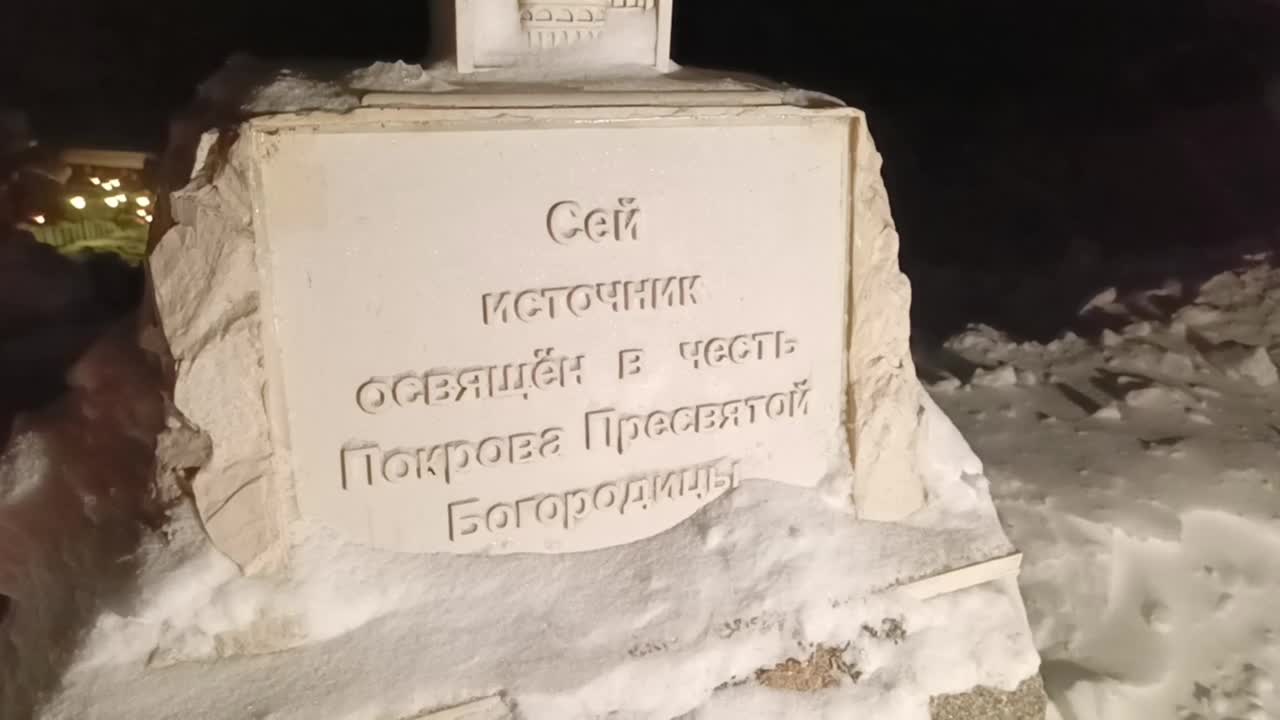 Сей
источник
освящён в честь
Покрова Пресвятой
Богородицы